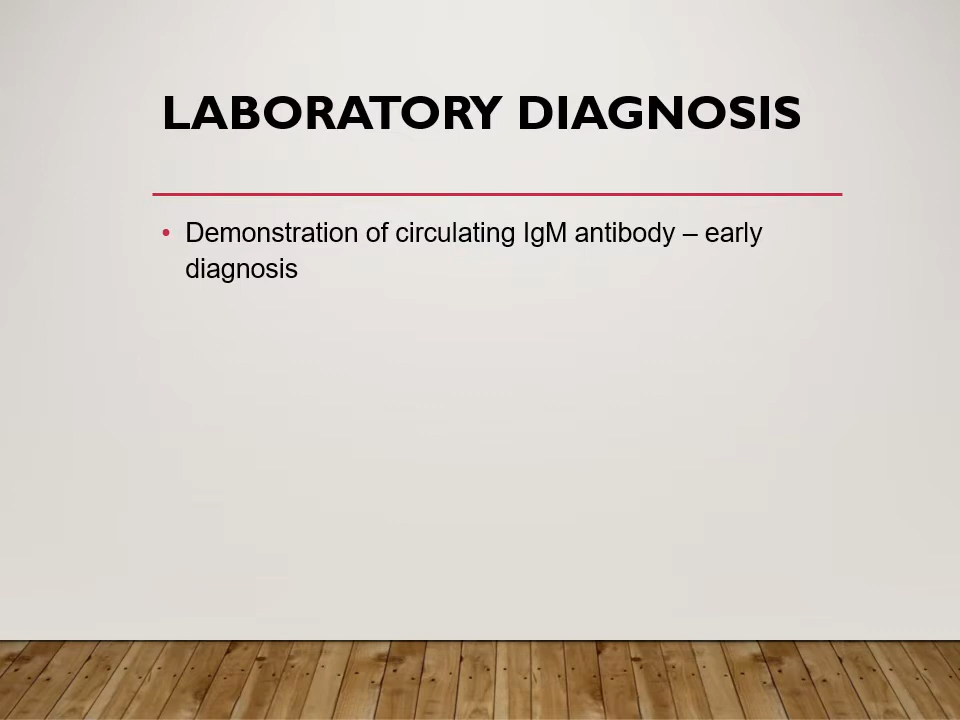 LABORATORY DIAGNOSIS
• Demonstration of circulating IgM antibody – early
diagnosis